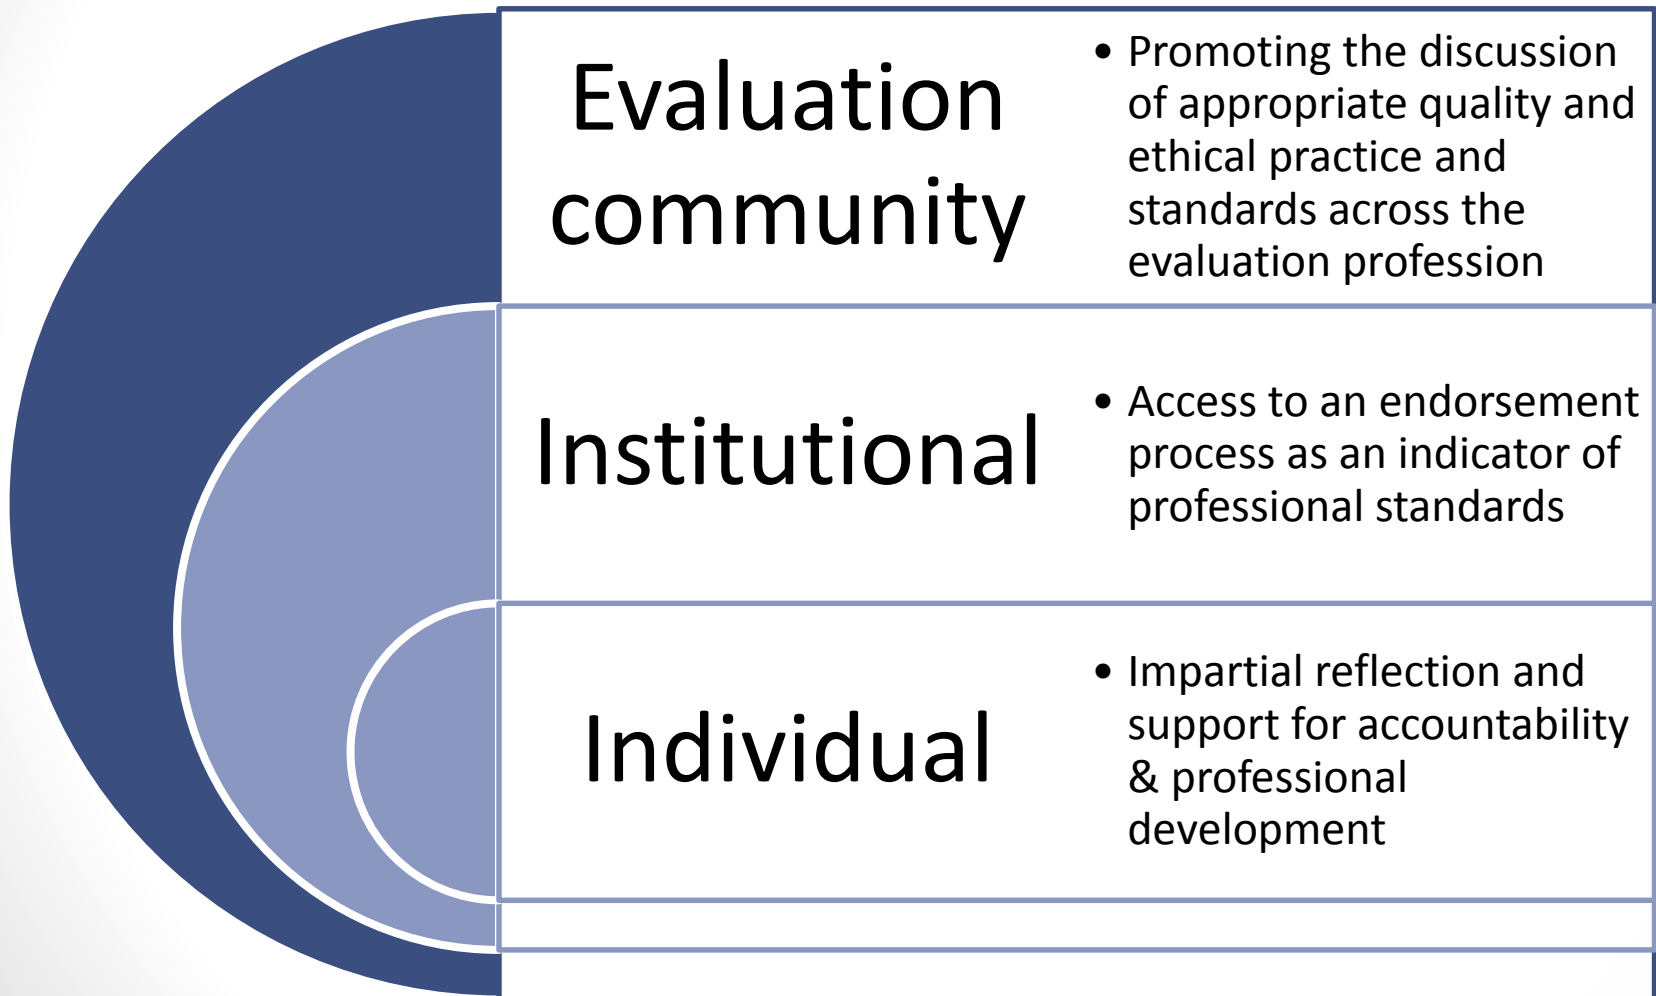 Evaluation
community
• Promoting the discussion
of appropriate quality and
ethical practice and
standards across the
evaluation profession
Institutional
• Access to an endorsement
process as an indicator of
professional standards
Individual
• Impartial reflection and
support for accountability
& professional
development